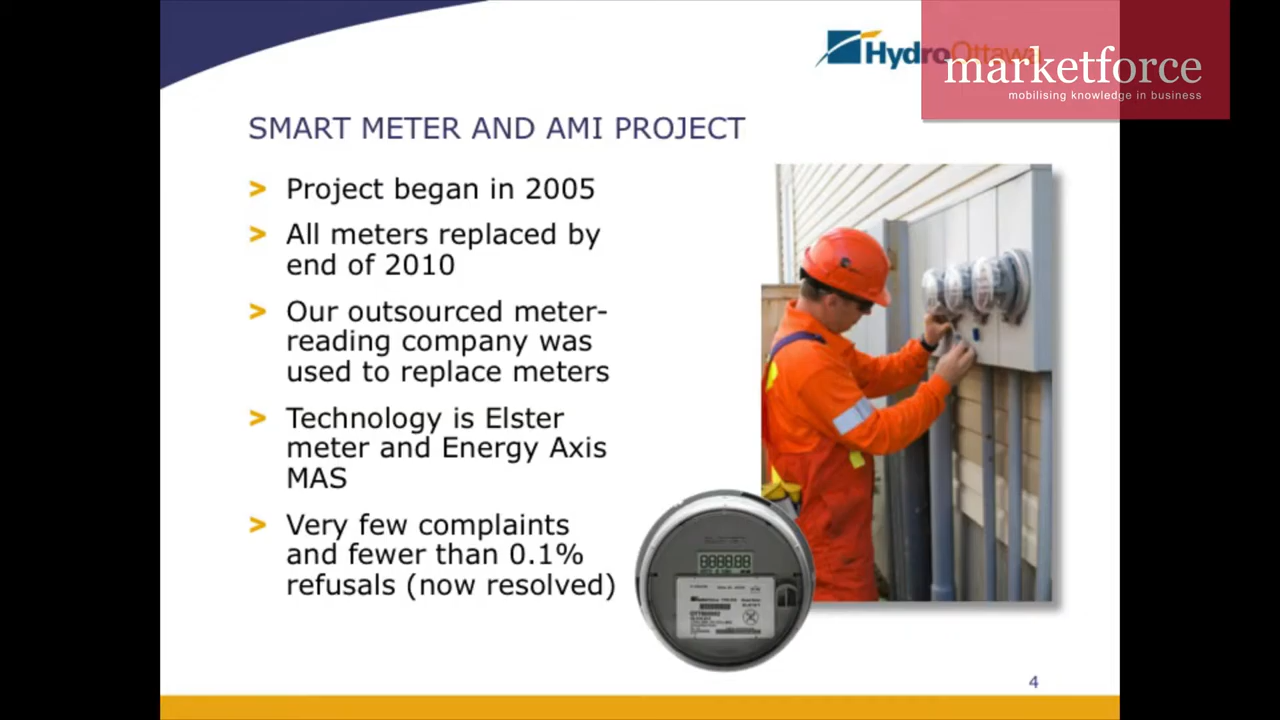 HydroOttawa
marketforce
mobilising knowledge in business
SMART METER AND AMI PROJECT
> Project began in 2005
> All meters replaced by
end of 2010
> Our outsourced meter-
reading company was
used to replace meters
> Technology is Elster
meter and Energy Axis
MAS
> Very few complaints
and fewer than 0.1%
refusals (now resolved)
4